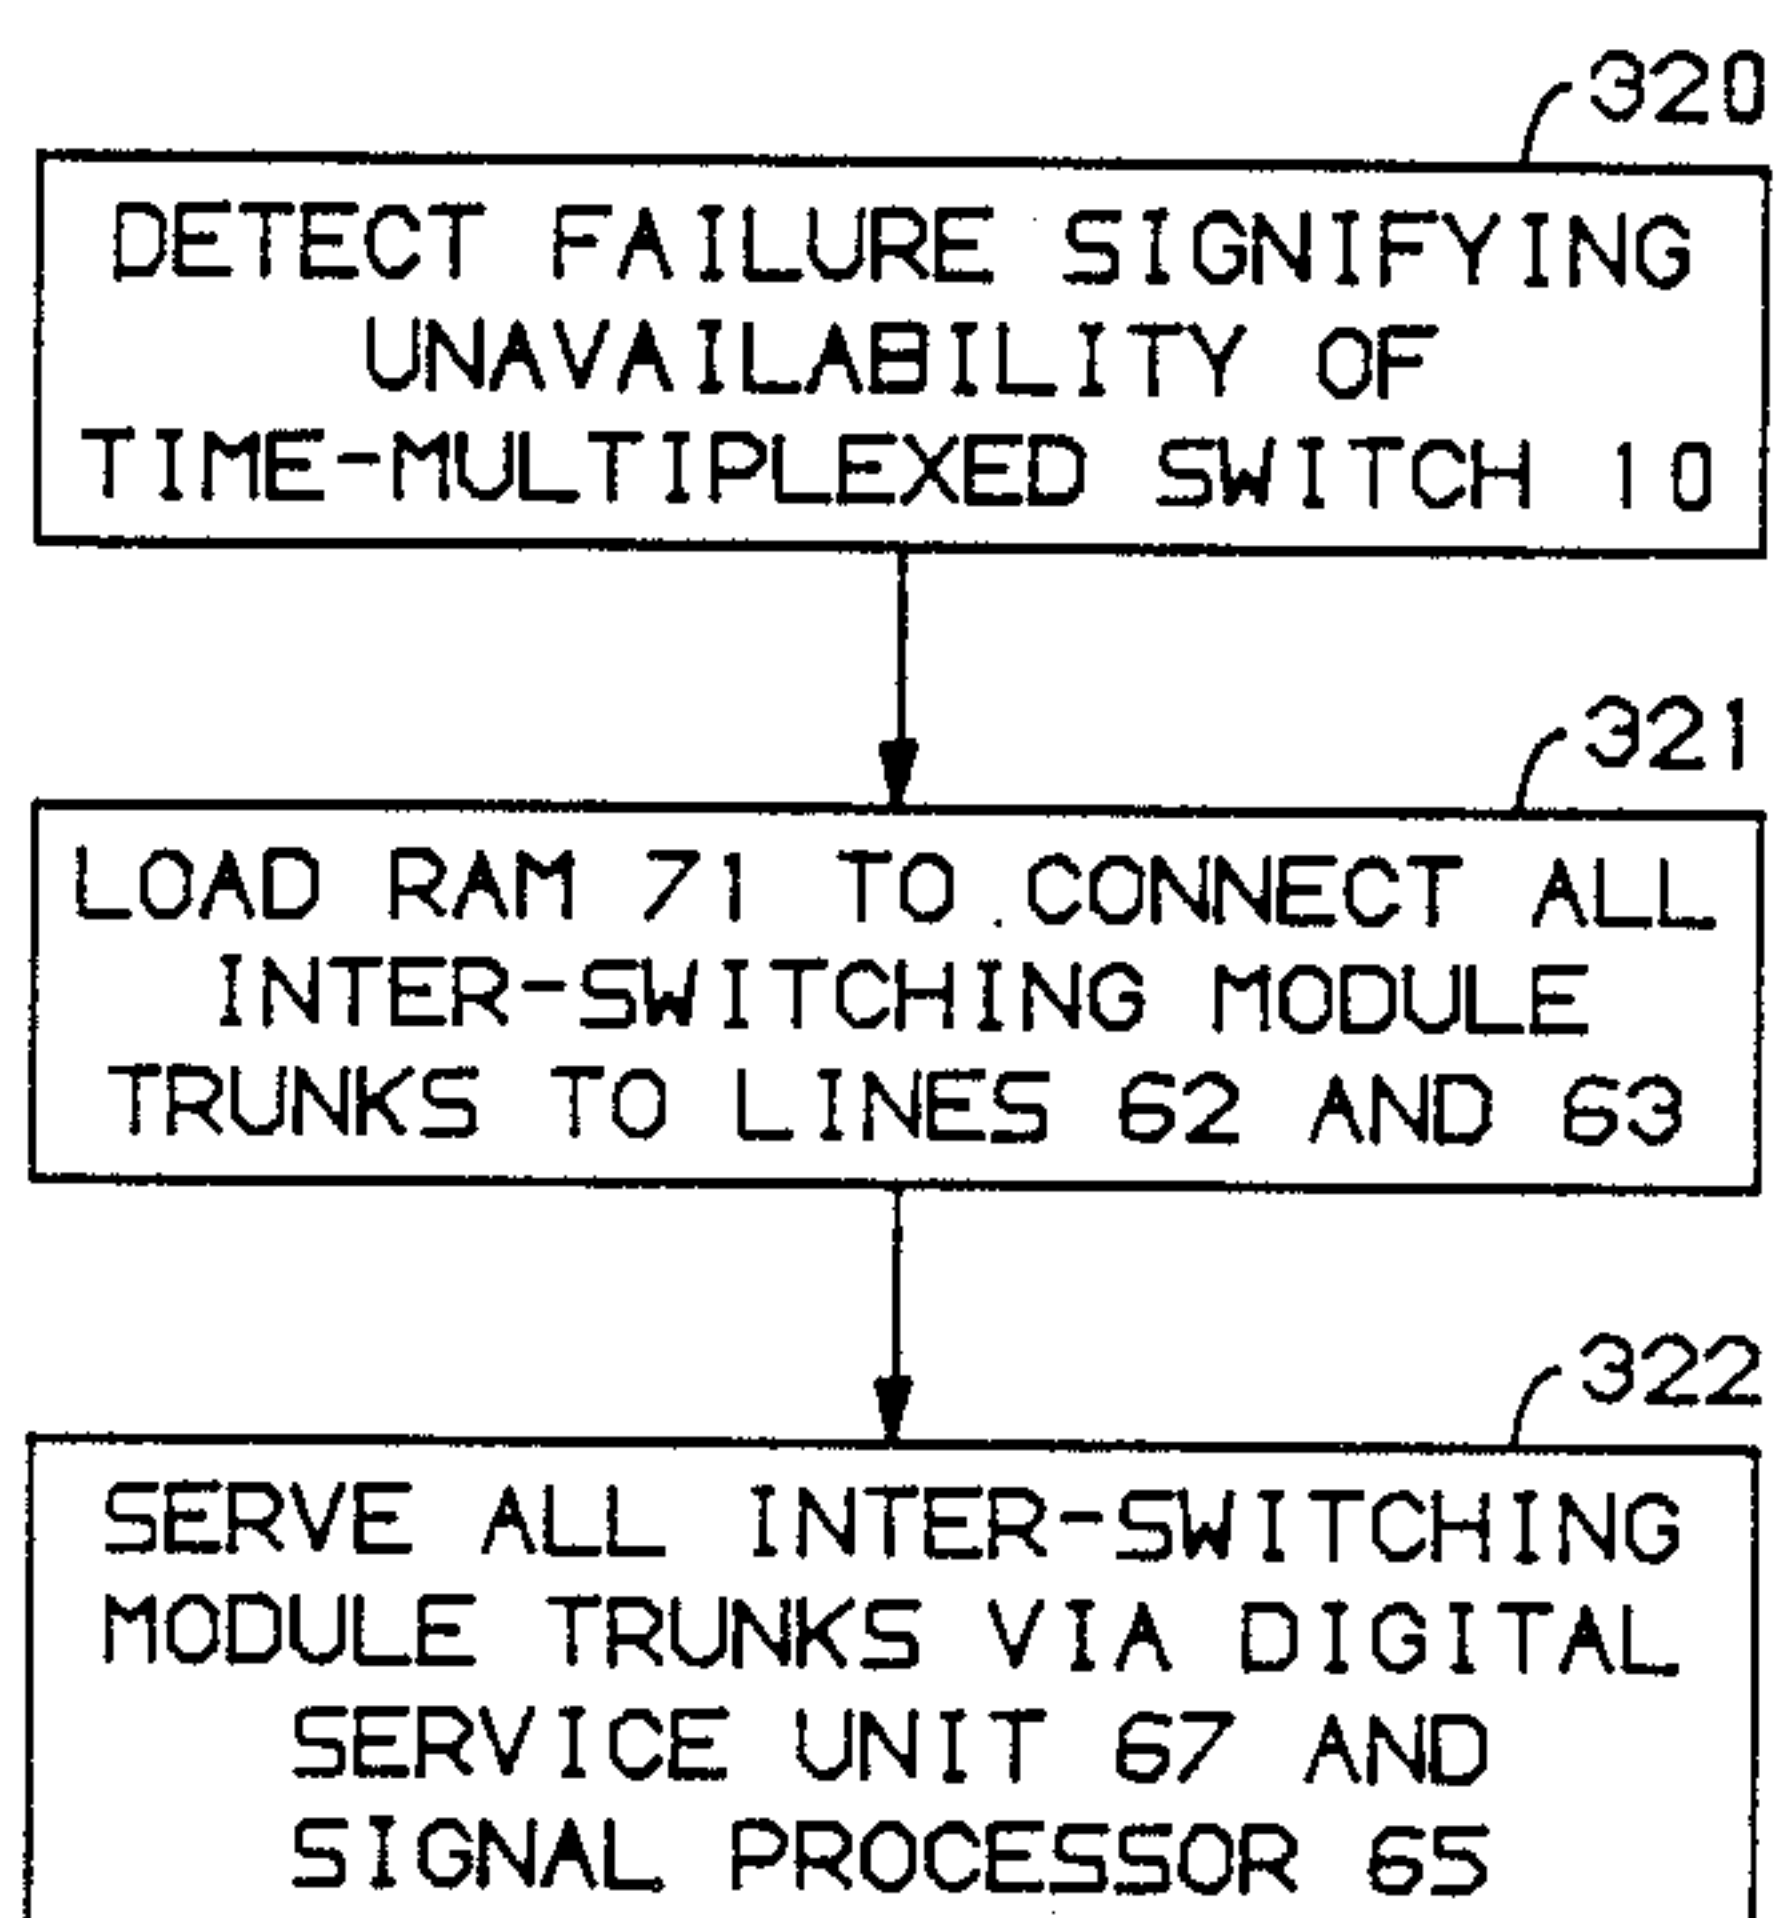 320
DETECT FAILURE SIGNIFYING
UNAVAILABILITY OF
TIME-MULTIPLEXED SWITCH 10
321
LOAD RAM 71 TO CONNECT ALL
INTER-SWITCHING MODULE
TRUNKS TO LINES 62 AND 63
322
SERVE ALL INTER-SWITCHING
MODULE TRUNKS VIA DIGITAL
SERVICE UNIT 67 AND
SIGNAL PROCESSOR 65